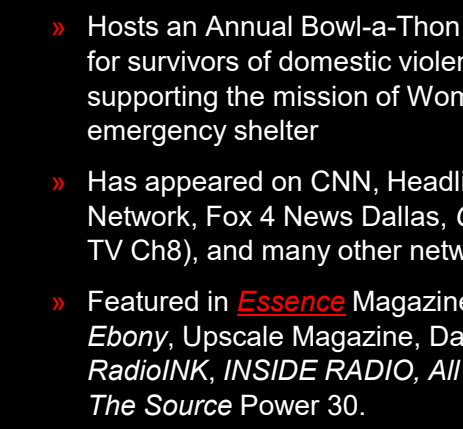 » Hosts an Annual Bowl-a-Thon
for survivors of domestic violen
supporting the mission of Wom
emergency shelter
» Has appeared on CNN, Headli
Network, Fox 4 News Dallas,
TV Ch8), and many other netw
» Featured in Essence Magazine
Ebony, Upscale Magazine, Da
RadioINK, INSIDE RADIO, All
The Source Power 30.